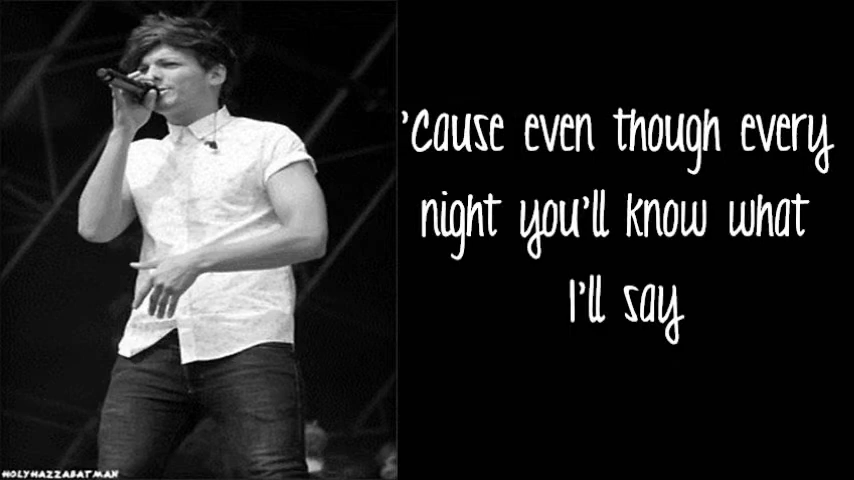 'Cause even though every
night you'll know what
I'll say
HOLYHAZZABATMAN